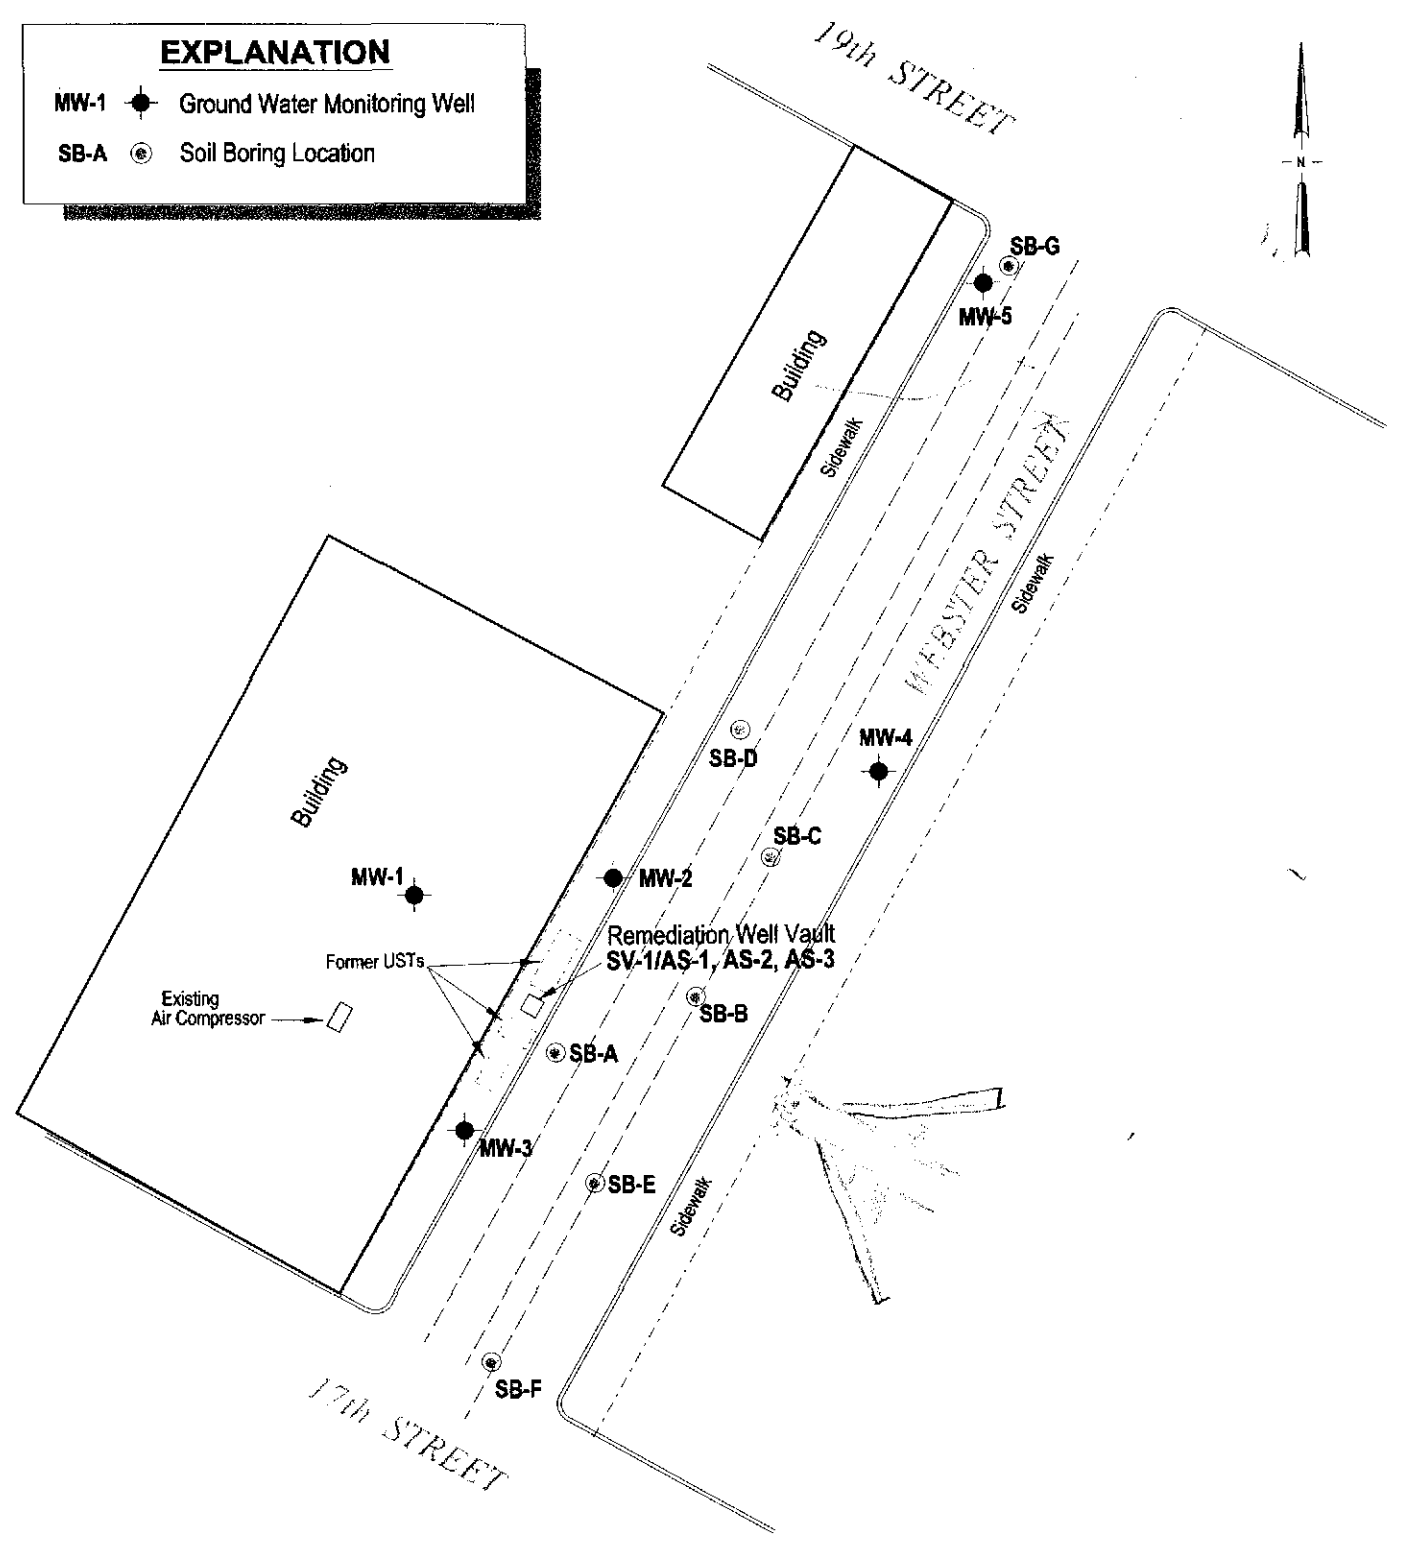 EXPLANATION
MW-1 Ground Water Monitoring Well
SB-A Soil Boring Location
19th STREET
N
SB-G
MW-5
Building
Sidewalk
WEBSTER STREET
Sidewalk
SB-D
MW-4
Building
SB-C
MW-1
MW-2
Remediation Well Vault
SV-1/AS-1, AS-2, AS-3
Former USTs
Existing
Air Compressor
SB-B
SB-A
MW-3
SB-E
Sidewalk
SB-F
17th STREET